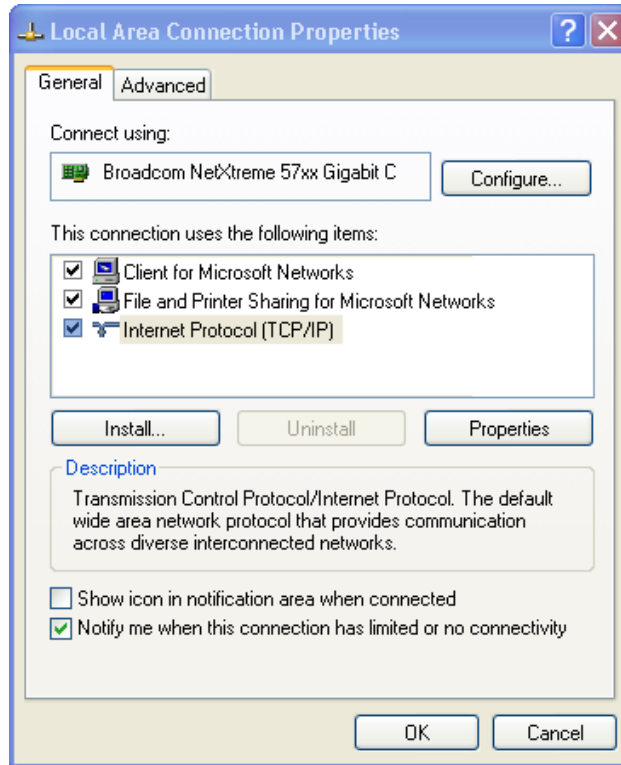 Local Area Connection Properties
General
Advanced
Connect using:
Broadcom NetXtreme 57xx Gigabit C
Configure...
This connection uses the following items:
Client for Microsoft Networks
File and Printer Sharing for Microsoft Networks
Internet Protocol (TCP/IP)
Install...
Uninstall
Properties
Description
Transmission Control Protocol/Internet Protocol. The default
wide area network protocol that provides communication
across diverse interconnected networks.
Show icon in notification area when connected
Notify me when this connection has limited or no connectivity
OK
Cancel